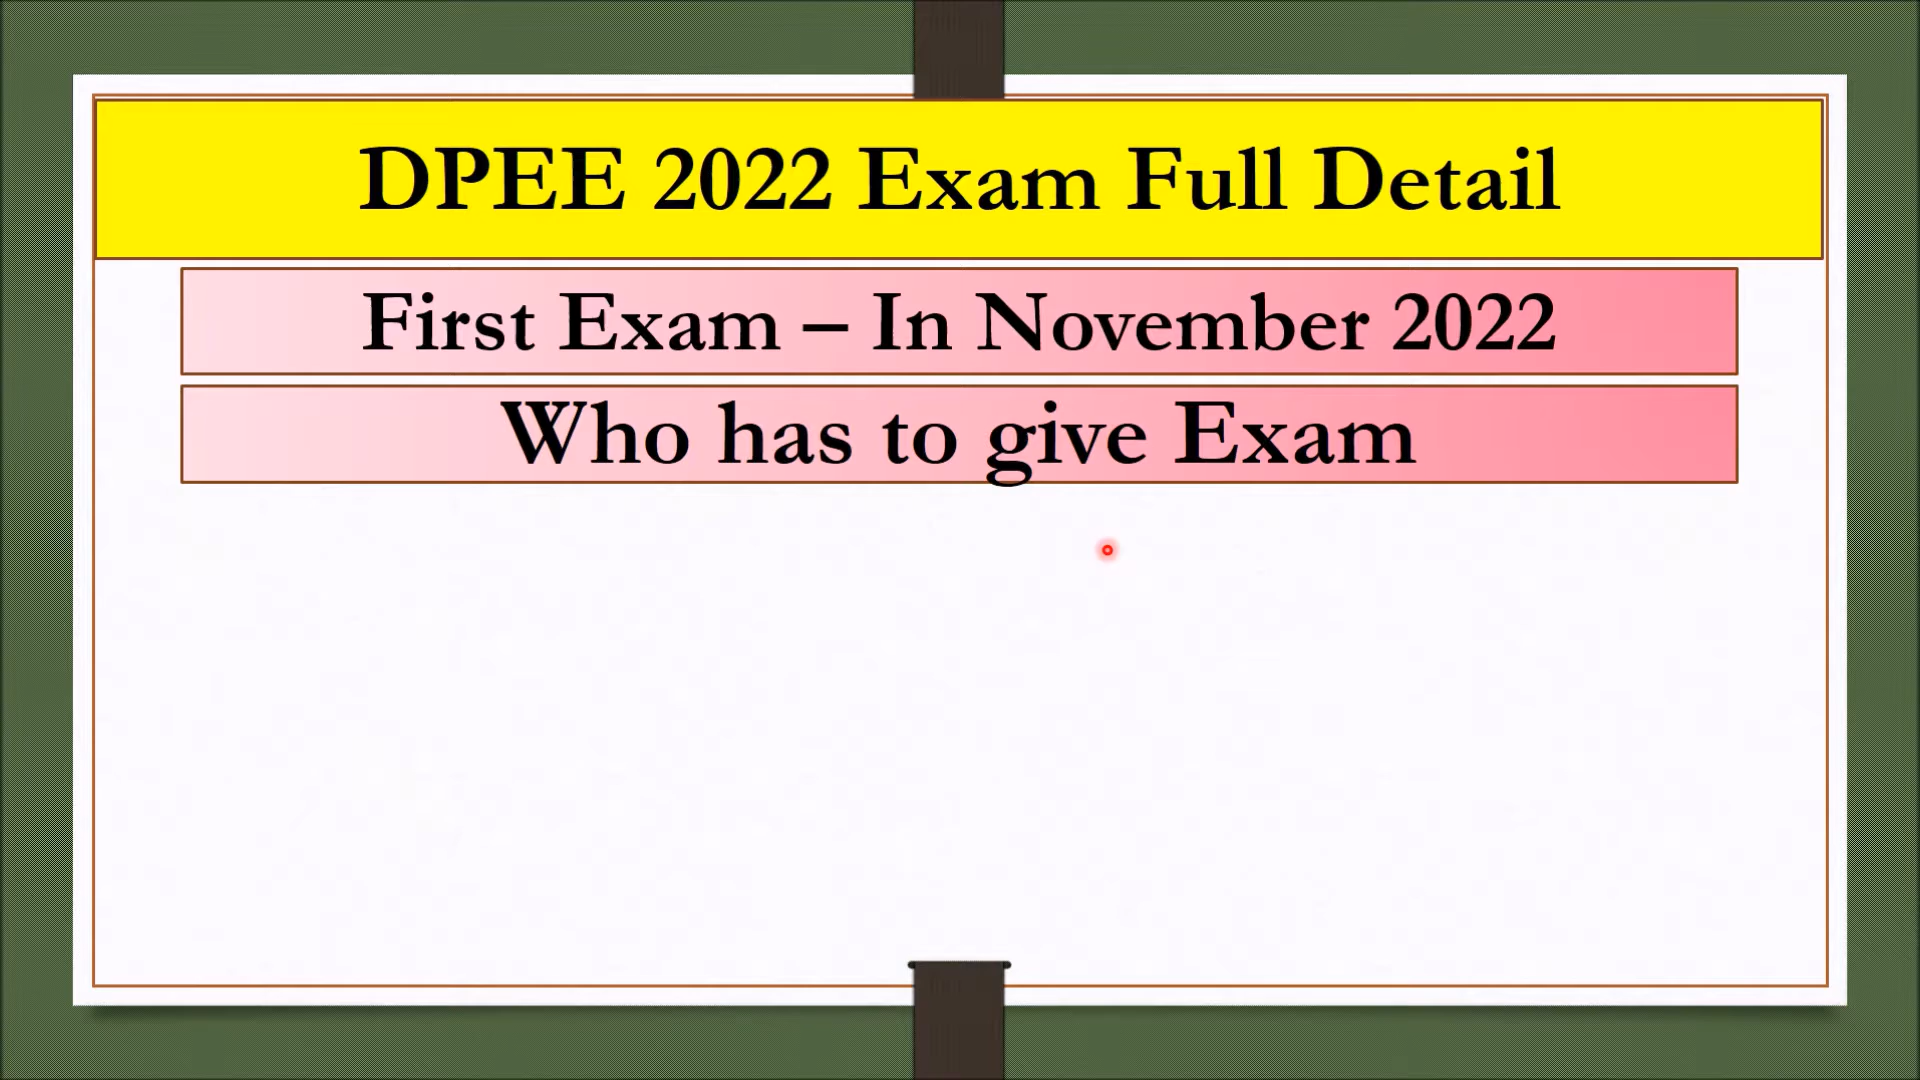 DPEE 2022 Exam Full Detail
First Exam – In November 2022
Who has to give Exam